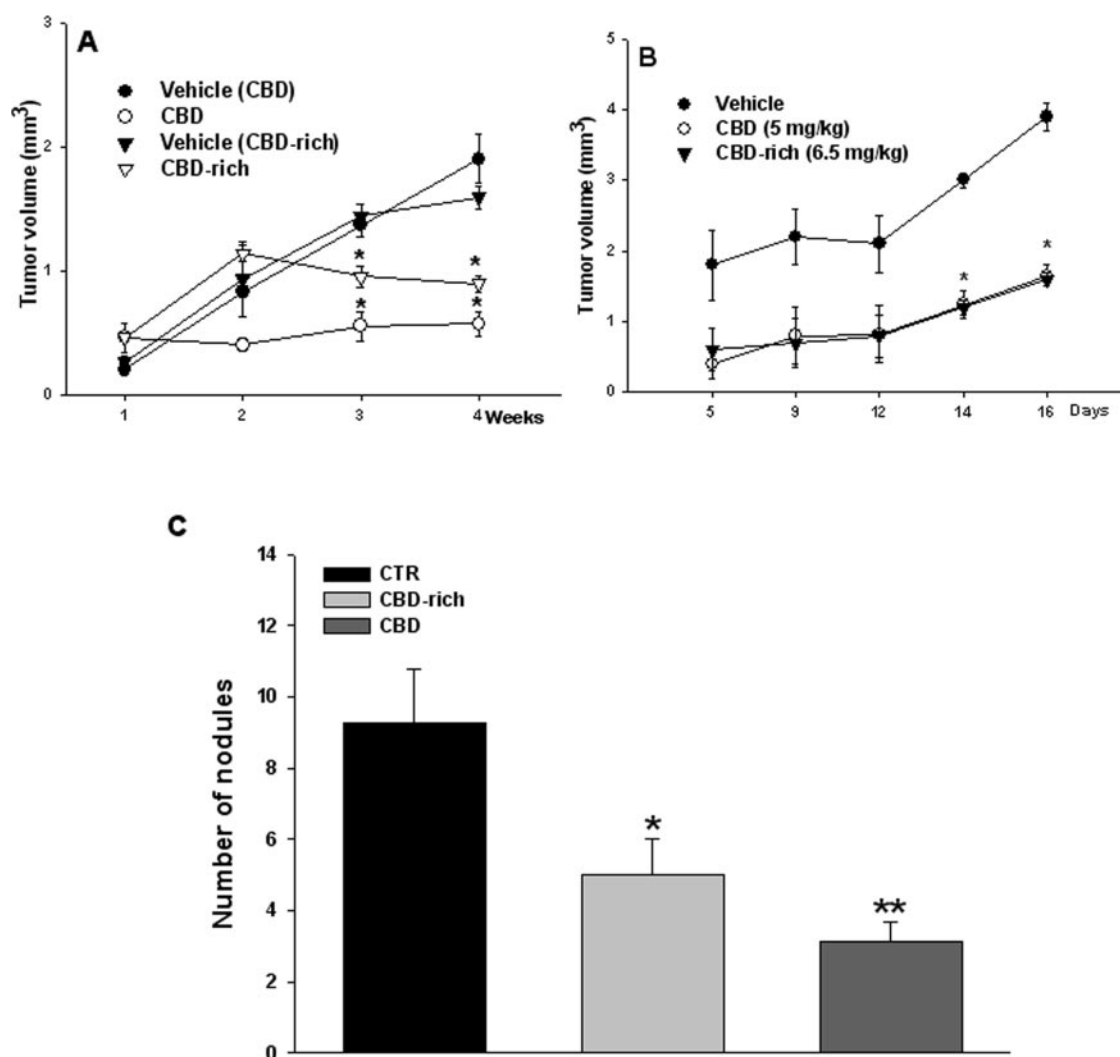 A
Tumor volume (mm³)
3
2
1
0
Vehicle (CBD)
CBD
Vehicle (CBD-rich)
CBD-rich
*
*
*
*
1 2 3 4 Weeks
B
Tumor volume (mm³)
5
4
3
2
1
0
Vehicle
CBD (5 mg/kg)
CBD-rich (6.5 mg/kg)
*
*
5 9 12 14 16 Days
C
Number of nodules
14
12
10
8
6
4
2
0
CTR
CBD-rich
CBD
*
**